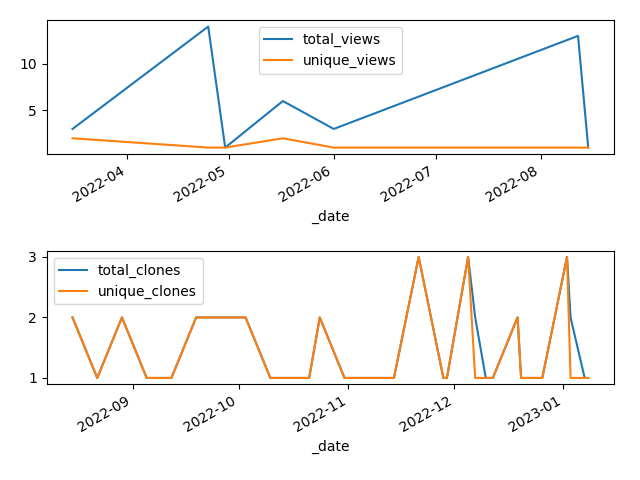 total_views
unique_views
10
5
2022-04
2022-05
2022-06
2022-07
2022-08
_date
3
total_clones
unique_clones
2
1
2022-09
2022-10
2022-11
2022-12
2023-01
_date